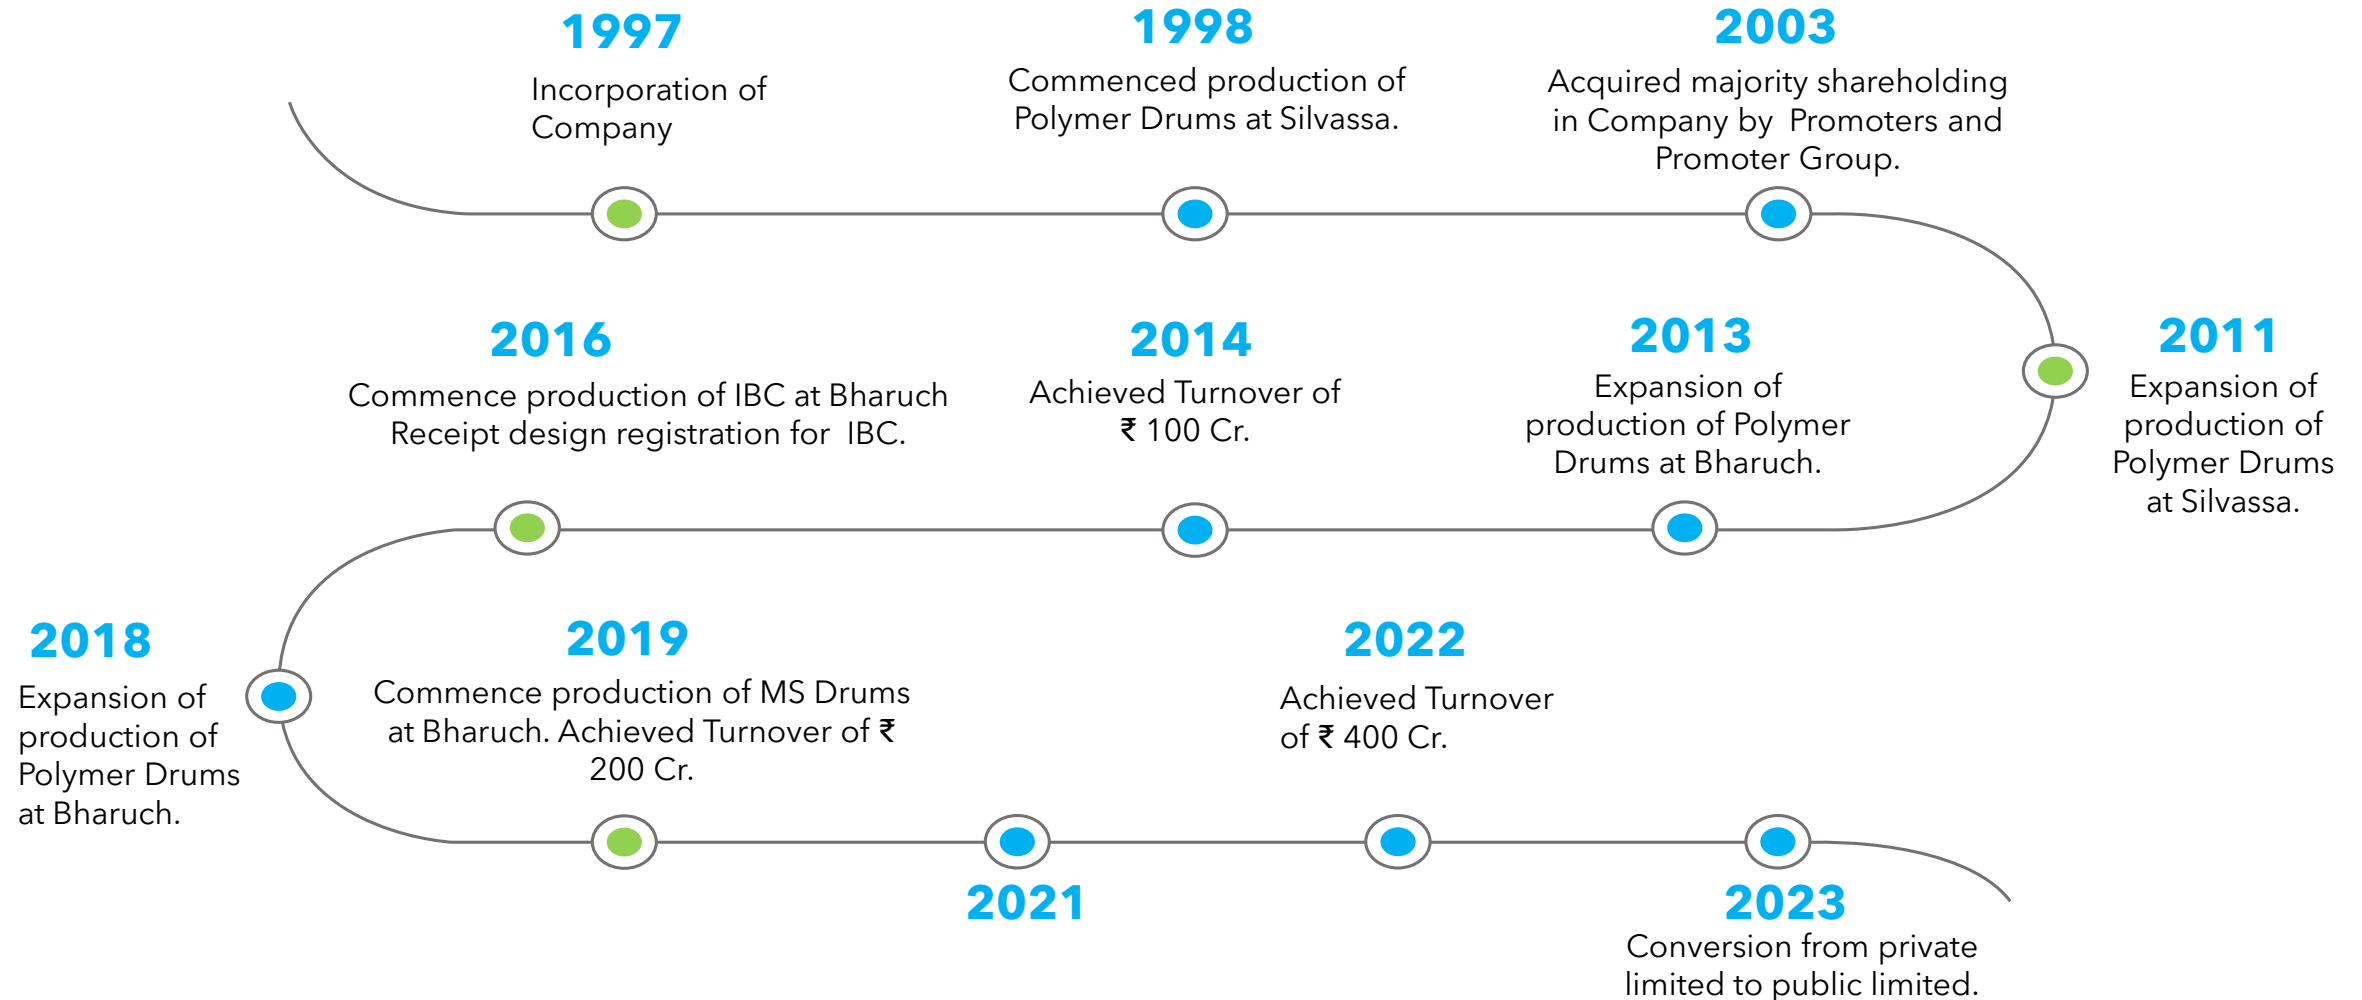 1997
Incorporation of
Company
1998
Commenced production of
Polymer Drums at Silvassa.
2003
Acquired majority shareholding
in Company by  Promoters and
Promoter Group.
2011
Expansion of
production of
Polymer Drums
at Silvassa.
2013
Expansion of
production of Polymer
Drums at Bharuch.
2014
Achieved Turnover of
₹ 100 Cr.
2016
Commence production of IBC at Bharuch
Receipt design registration for  IBC.
2018
Expansion of
production of
Polymer Drums
at Bharuch.
2019
Commence production of MS Drums
at Bharuch. Achieved Turnover of ₹
200 Cr.
2021
2022
Achieved Turnover
of ₹ 400 Cr.
2023
Conversion from private
limited to public limited.